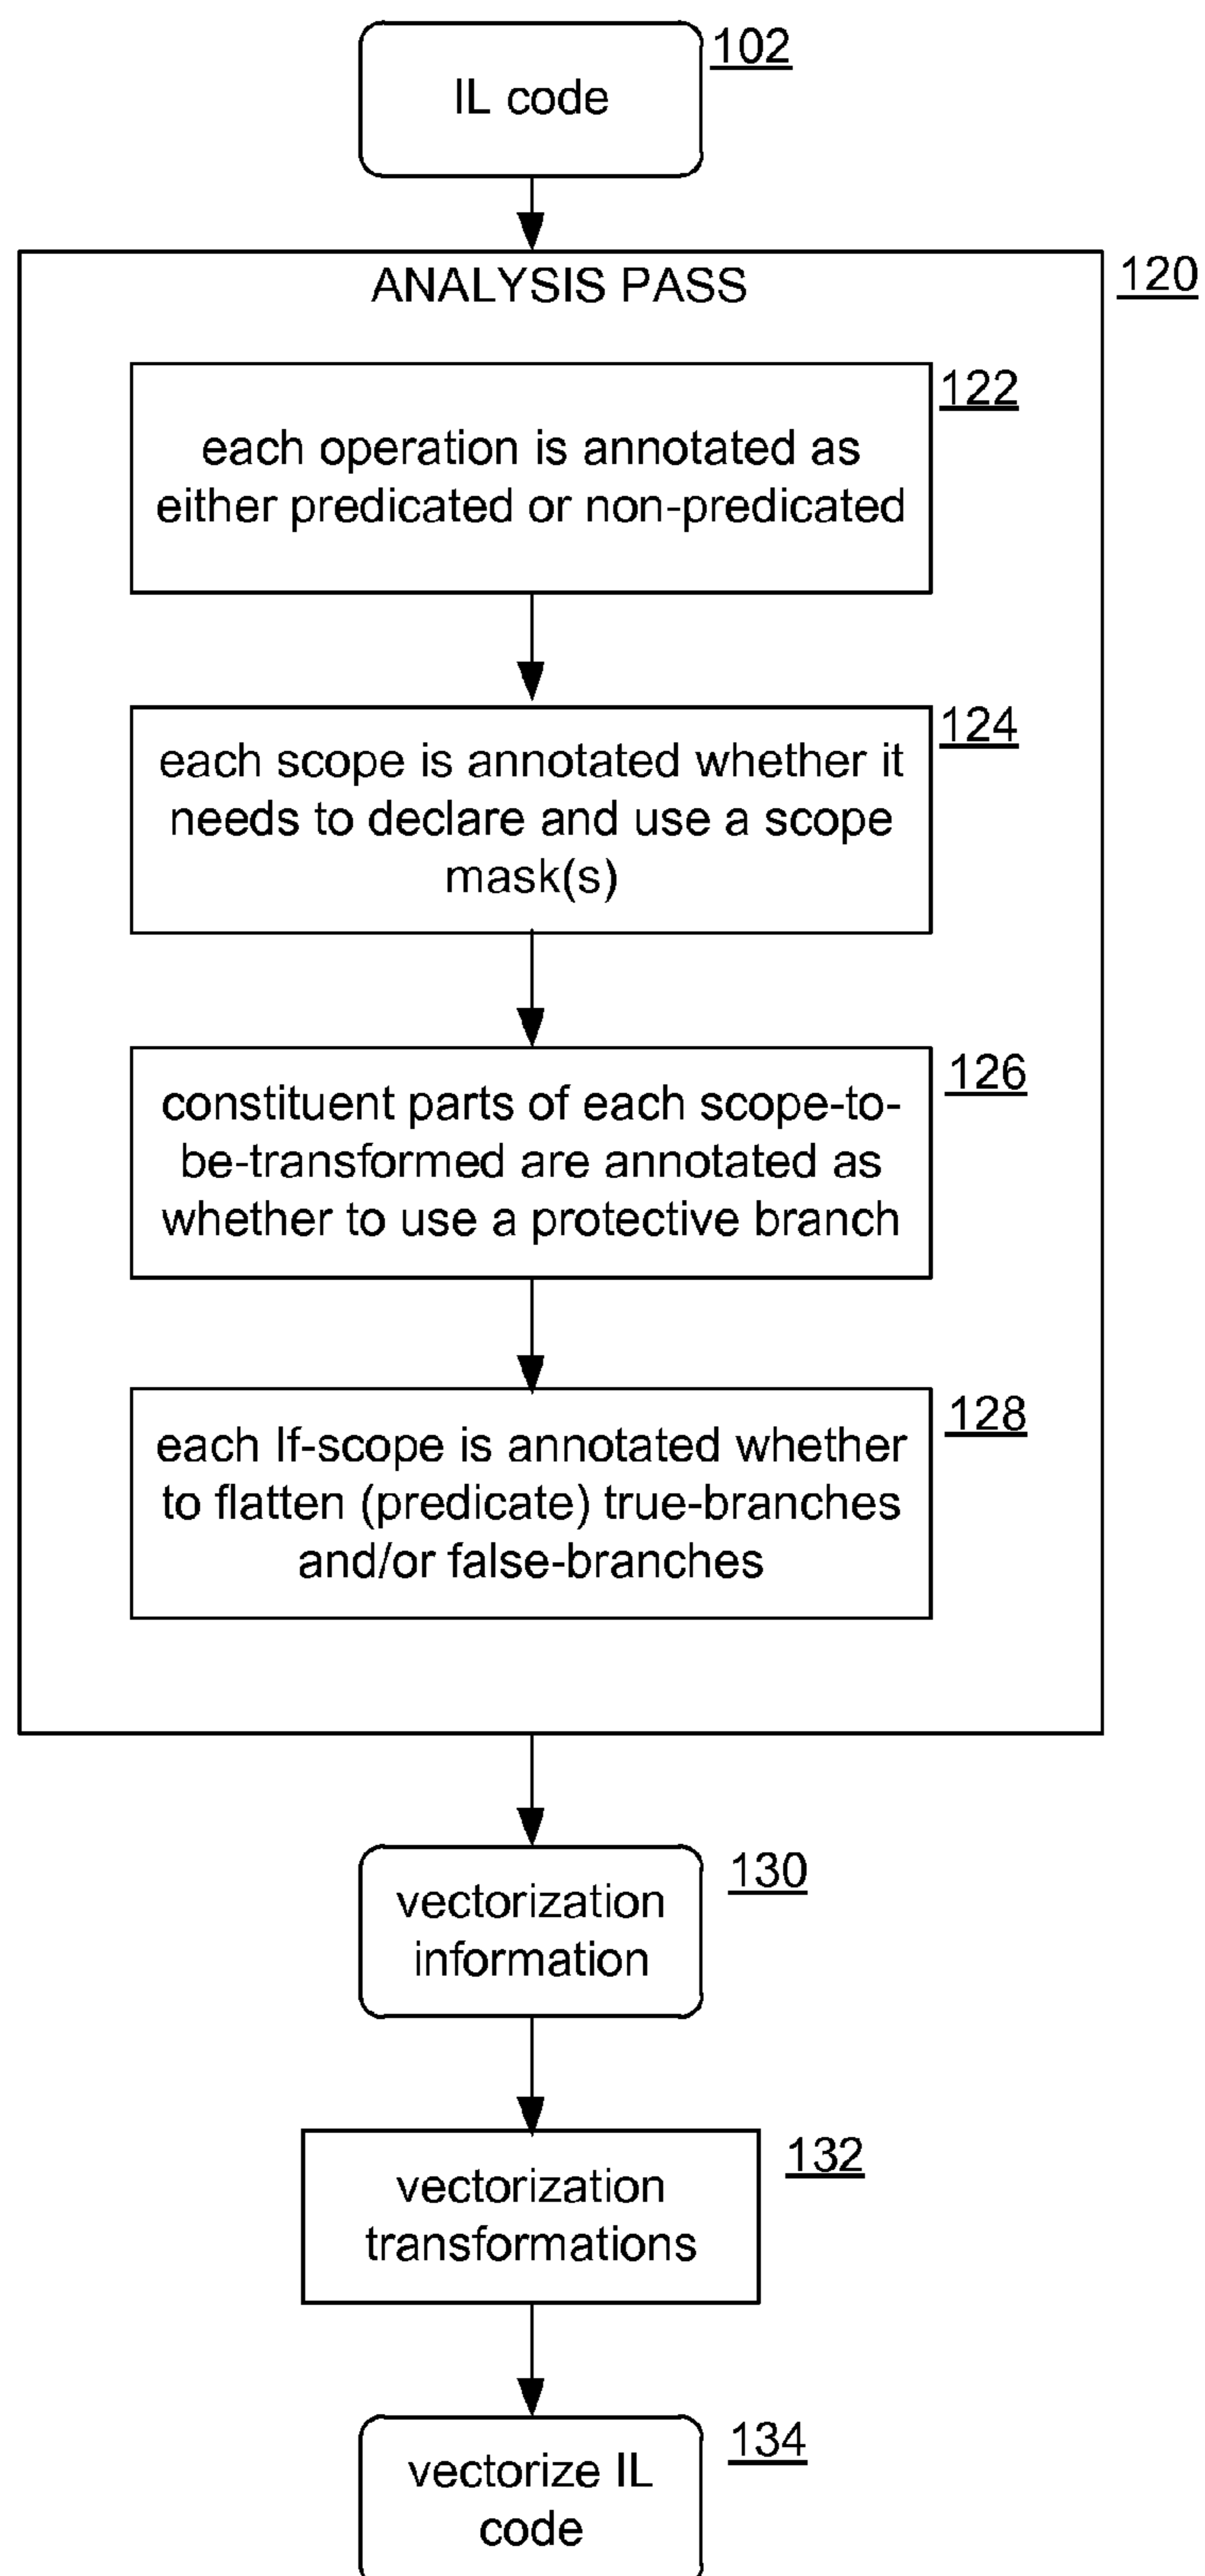 102
IL code
ANALYSIS PASS
120
122
each operation is annotated as
either predicated or non-predicated
124
each scope is annotated whether it
needs to declare and use a scope
mask(s)
126
constituent parts of each scope-to-
be-transformed are annotated as
whether to use a protective branch
128
each If-scope is annotated whether
to flatten (predicate) true-branches
and/or false-branches
130
vectorization
information
132
vectorization
transformations
134
vectorize IL
code